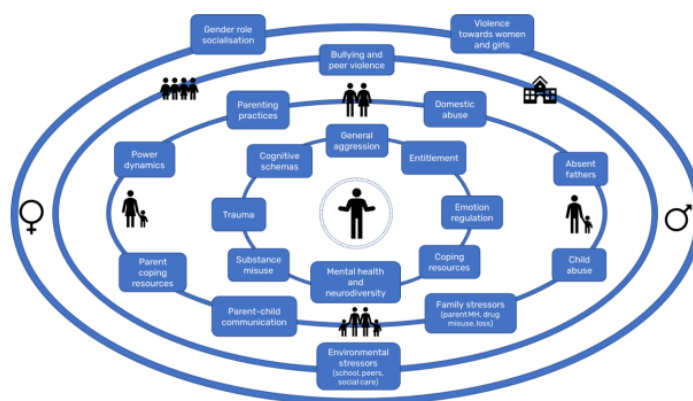 Gender role
socialisation
Violence
towards women
and girls
Bullying and
peer violence
Parenting
practices
Domestic
abuse
General
aggression
Power
dynamics
Cognitive
schemas
Entitlement
Absent
fathers
Trauma
Emotion
regulation
Parent
coping
resources
Substance
misuse
Mental health
and
neurodiversity
Coping
resources
Child
abuse
Parent-child
communication
Family
stressors
(parent MH, drug
misuse, loss)
Environmental
stressors
(school, peers,
social care)